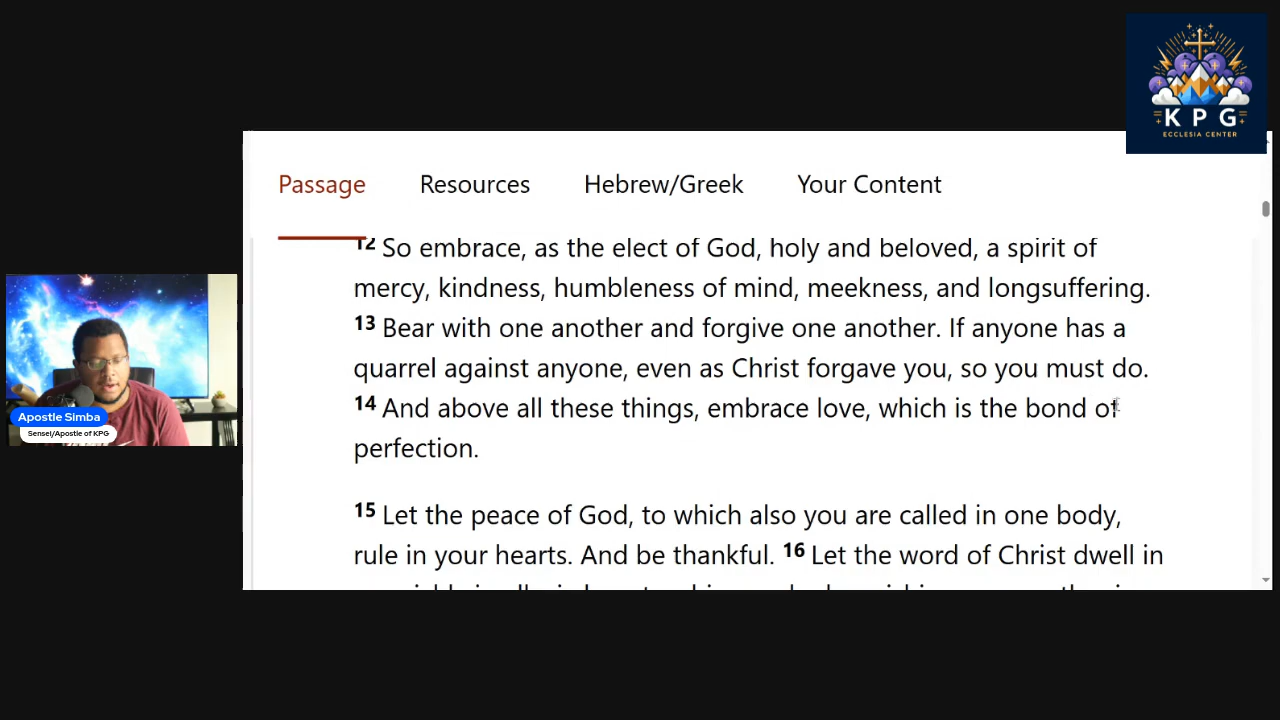 KPG
ECCLESIA CENTER
Passage Resources Hebrew/Greek Your Content
12 So embrace, as the elect of God, holy and beloved, a spirit of
mercy, kindness, humbleness of mind, meekness, and longsuffering.
13 Bear with one another and forgive one another. If anyone has a
quarrel against anyone, even as Christ forgave you, so you must do.
14 And above all these things, embrace love, which is the bond of
perfection.
15 Let the peace of God, to which also you are called in one body,
rule in your hearts. And be thankful. 16 Let the word of Christ dwell in
Apostle Simba
Sensei/Apostle of KPG